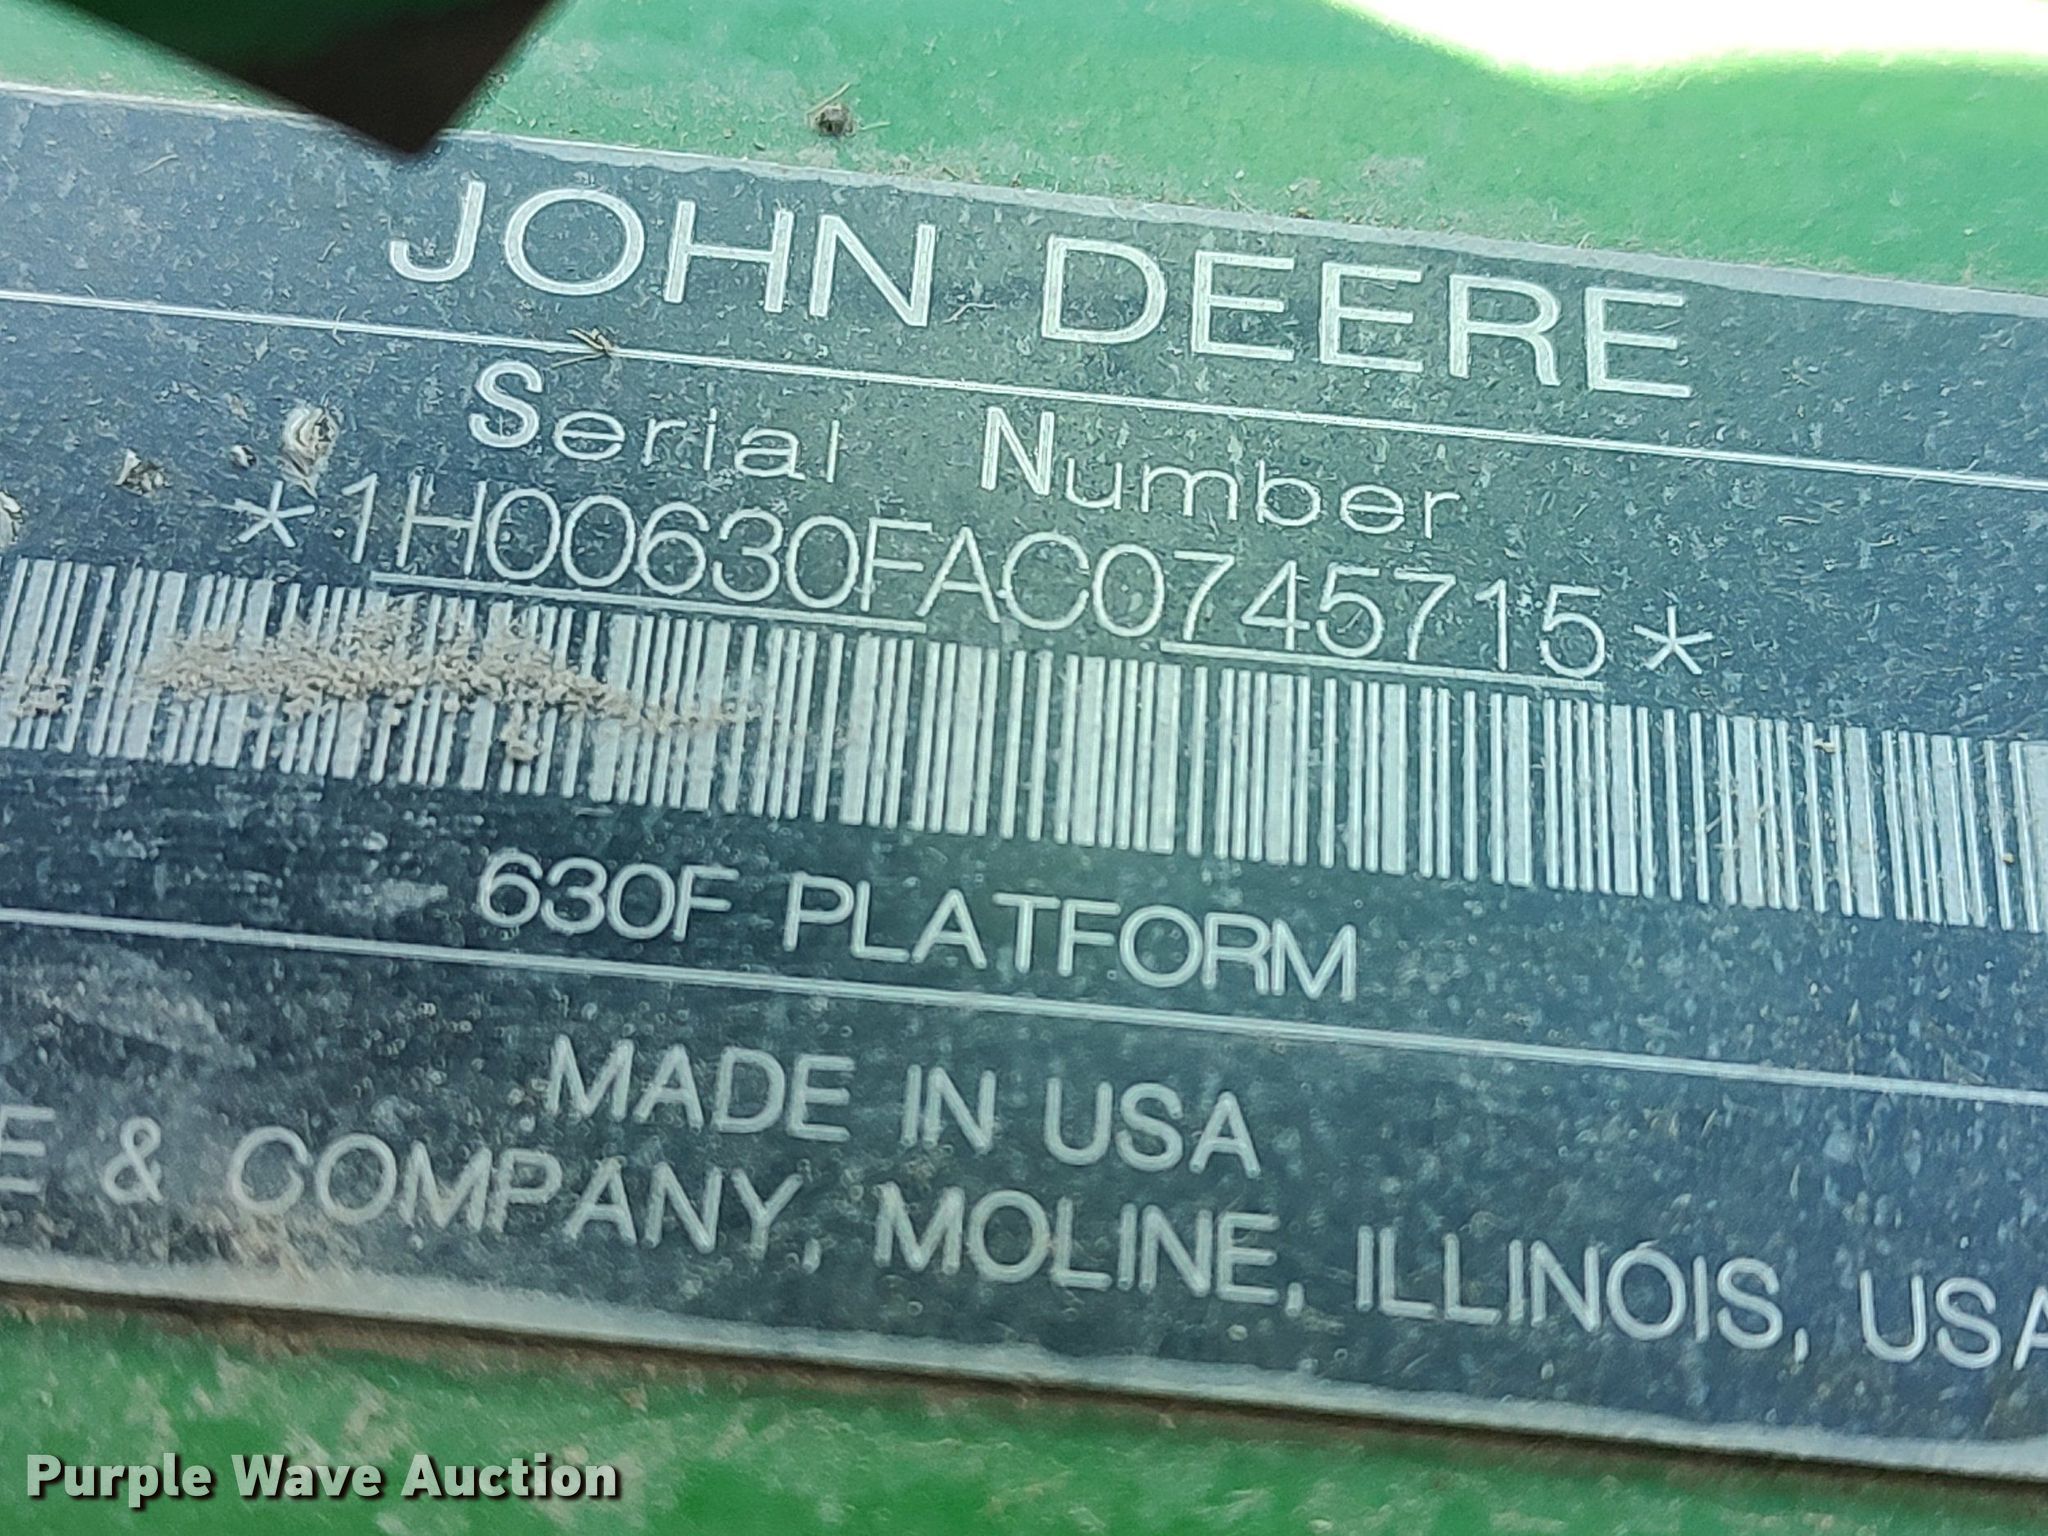 JOHN DEERE
Serial Number
*1H00630FAC0745715*
630F PLATFORM
MADE IN USA
E & COMPANY, MOLINE, ILLINOIS, USA
Purple Wave Auction